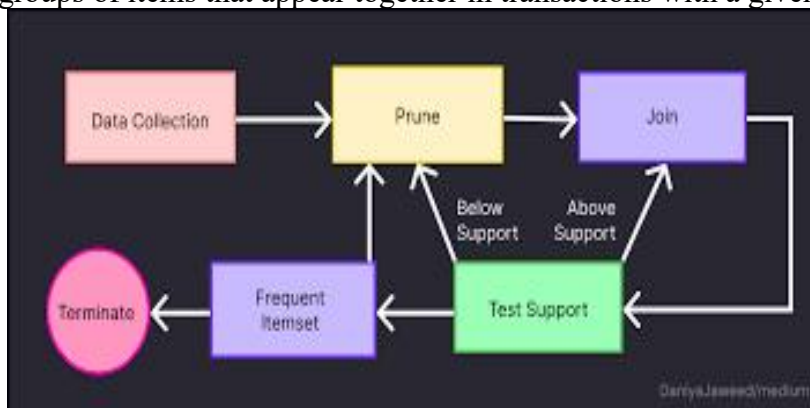 groups of items that appear together in transactions with a given
Data Collection
Prune
Join
Below
Support
Above
Support
Terminate
Frequent
Itemset
Test Support
DaniyaJaweed/medium